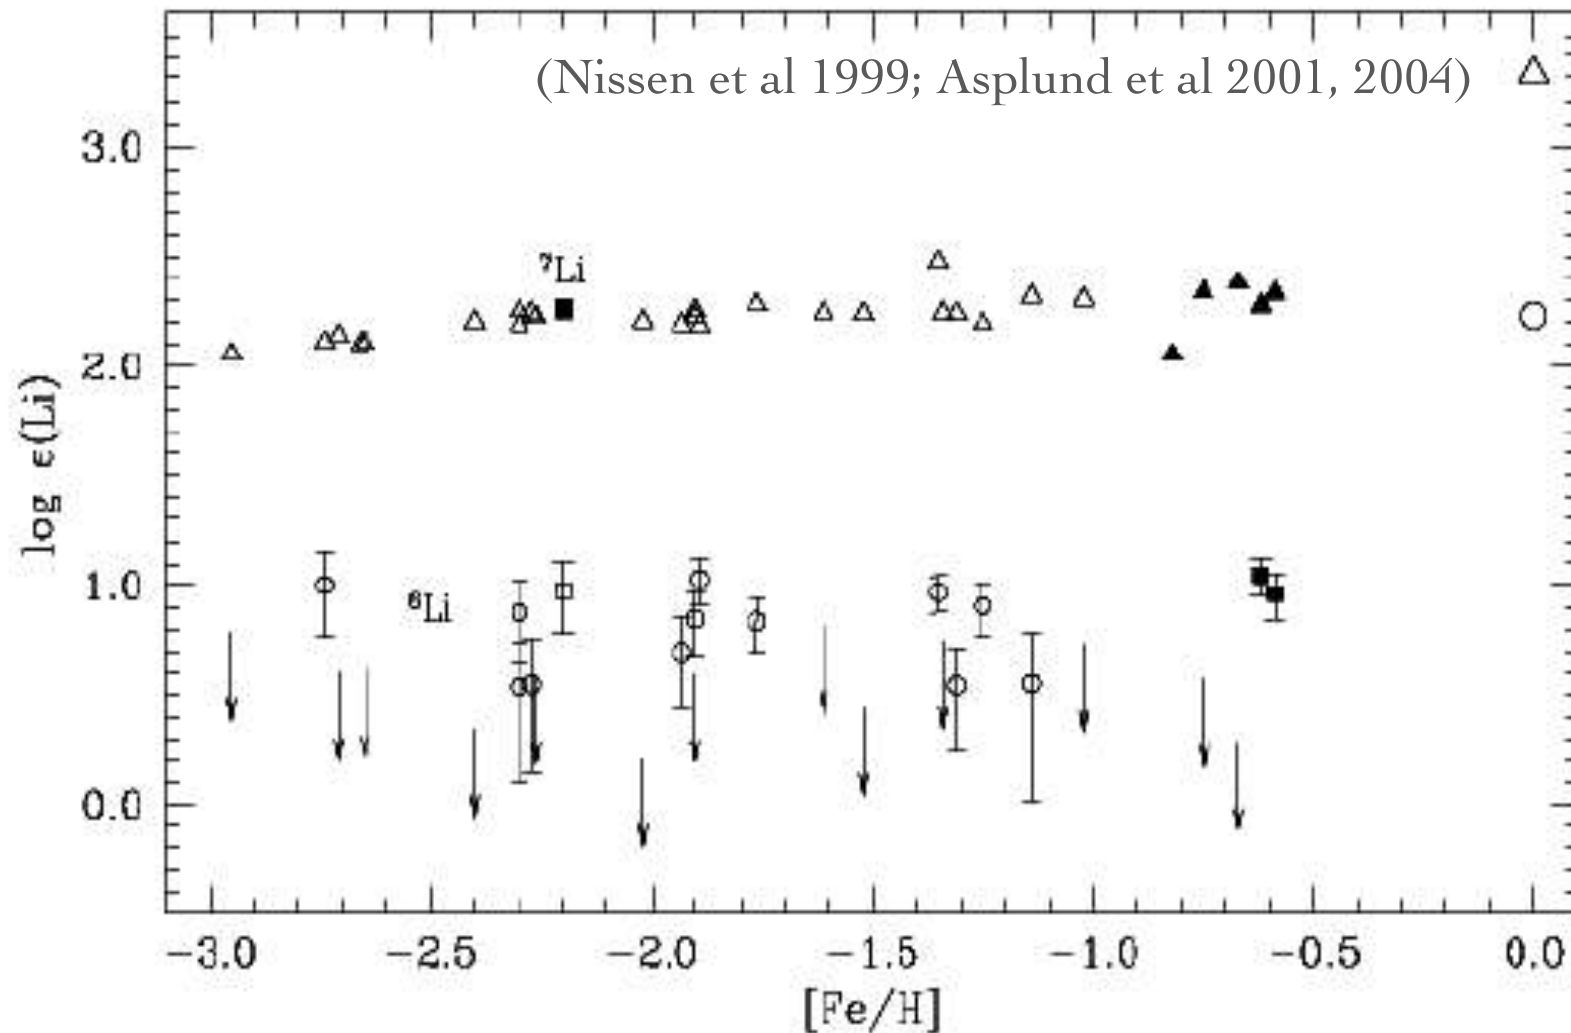 (Nissen et al 1999; Asplund et al 2001, 2004)
3.0
⁷Li
2.0
log ε(Li)
1.0
⁶Li
0.0
−3.0 −2.5 −2.0 −1.5 −1.0 −0.5 0.0
[Fe/H]